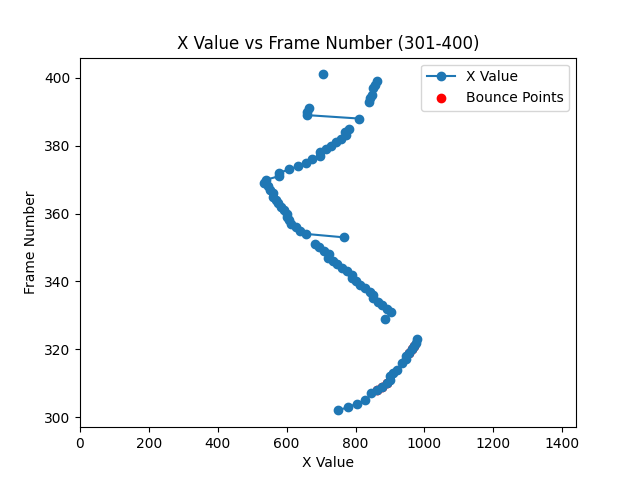 X Value vs Frame Number (301-400)
X Value
Bounce Points
400
380
360
340
320
300
Frame Number
0 200 400 600 800 1000 1200 1400
X Value